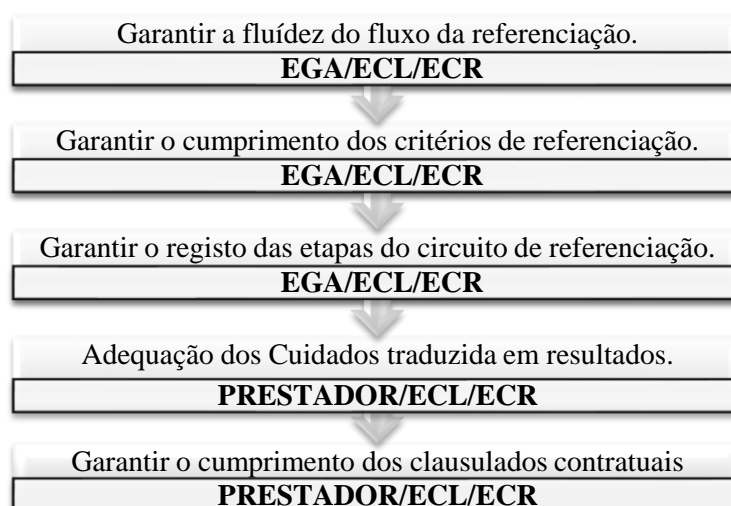 Garantir a fluídez do fluxo da referenciação.
EGA/ECL/ECR
Garantir o cumprimento dos critérios de referenciação.
EGA/ECL/ECR
Garantir o registo das etapas do circuito de referenciação.
EGA/ECL/ECR
Adequação dos Cuidados traduzida em resultados.
PRESTADOR/ECL/ECR
Garantir o cumprimento dos clausulados contratuais
PRESTADOR/ECL/ECR